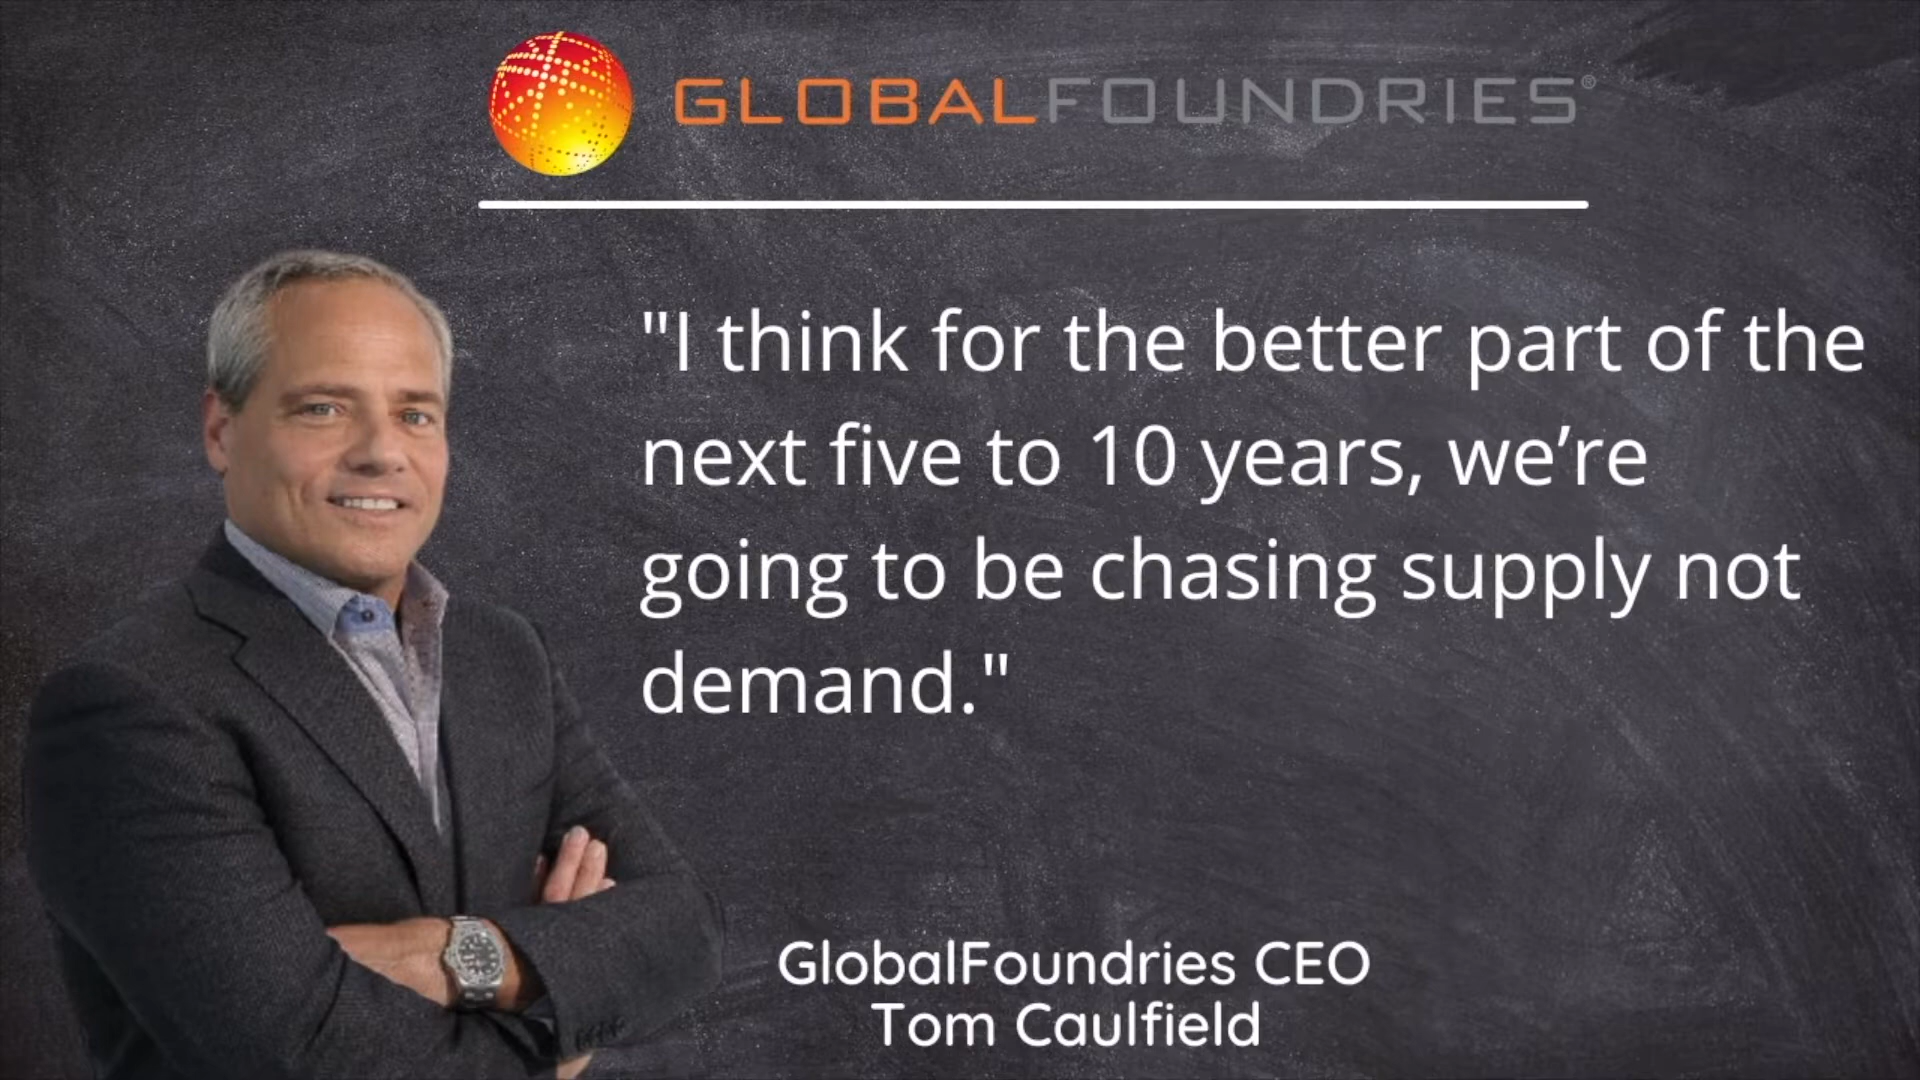 GLOBALFOUNDRIES®
"I think for the better part of the
next five to 10 years, we’re
going to be chasing supply not
demand."
GlobalFoundries CEO
Tom Caulfield